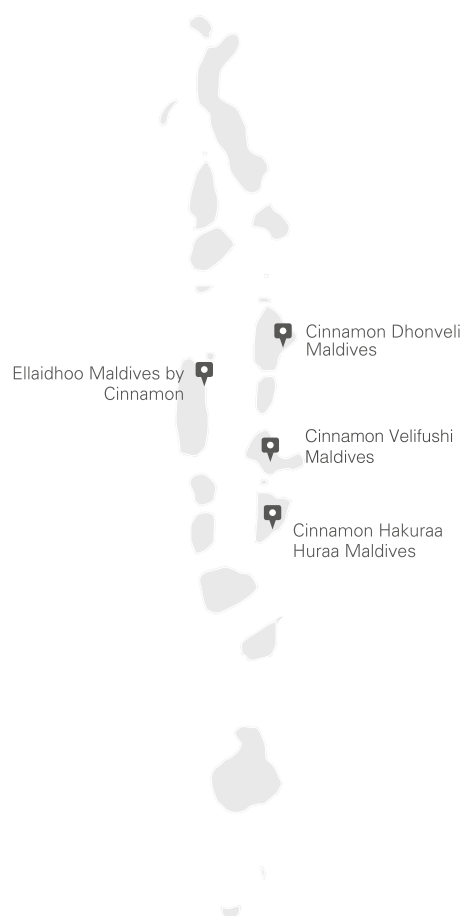 Cinnamon Dhonveli
Maldives
Ellaidhoo Maldives by
Cinnamon
Cinnamon Velifushi
Maldives
Cinnamon Hakuraa
Huraa Maldives